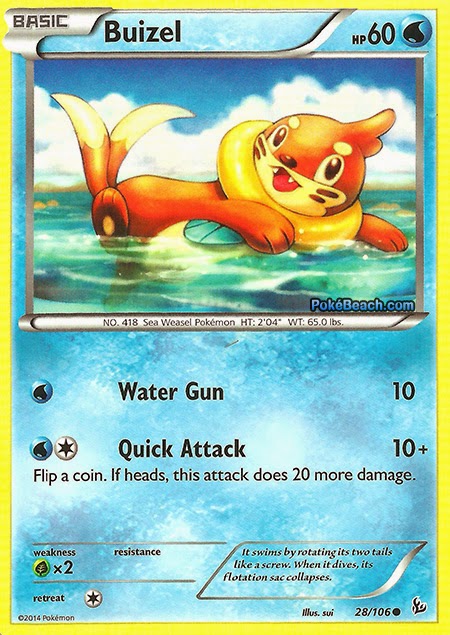 BASIC
Buizel
HP60
PokéBeach.com
NO. 418 Sea Weasel Pokémon HT: 2'04" WT: 65.0 lbs.
Water Gun 10
Quick Attack 10+
Flip a coin. If heads, this attack does 20 more damage.
weakness resistance
×2
It swims by rotating its two tails
like a screw. When it dives, its
flotation sac collapses.
retreat
©2014 Pokémon Illus. sui 28/106